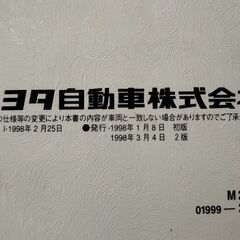 ヨタ自動車株式会
の仕様等の変更により本書の内容が車両と一致しない場合がありますのでご了承
I-1998年2月25日 ●発行-1998年1月8日 初版
1998年3月4日 2版
M
01999-